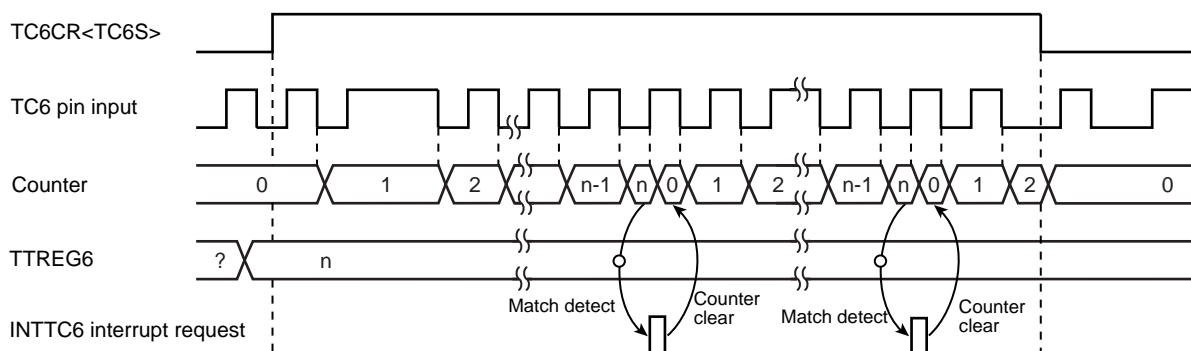 TC6CR<TC6S>
TC6 pin input
Counter 0 1 2 n-1 n 0 1 2 n-1 n 0 1 2 0
TTREG6 ? n
Match detect Counter clear Match detect Counter clear
INTTC6 interrupt request